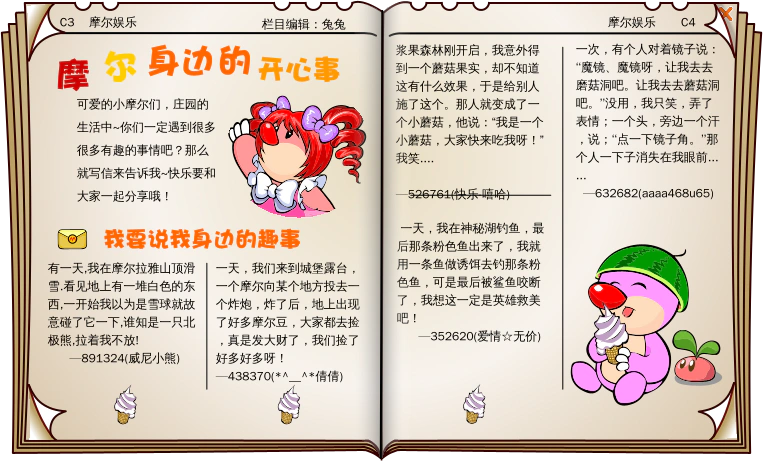 C3 摩尔娱乐
栏目编辑：兔兔
摩尔身边的开心事
可爱的小摩尔们，庄园的
生活中~你们一定遇到很多
很多有趣的事情吧？那么
就写信来告诉我~快乐要和
大家一起分享哦！
我要说我身边的趣事
有一天,我在摩尔拉雅山顶滑
雪.看见地上有一堆白色的东
西,一开始我以为是雪球就故
意碰了它一下,谁知是一只北
极熊,拉着我不放!
—891324(威尼小熊)
一天，我们来到城堡露台，
一个摩尔向某个地方投去一
个炸炮，炸了后，地上出现
了好多摩尔豆，大家都去捡
，真是发大财了，我们捡了
好多好多呀！
—438370(*^__^*倩倩)
摩尔娱乐 C4
浆果森林刚开启，我意外得
到一个蘑菇果实，却不知道
这有什么效果，于是给别人
施了这个。那人就变成了一
个小蘑菇，他说：“我是一个
小蘑菇，大家快来吃我呀！”
我笑....
—526761(快乐·嘻哈)
一天，我在神秘湖钓鱼，最
后那条粉色鱼出来了，我就
用一条鱼做诱饵去钓那条粉
色鱼，可是最后被鲨鱼咬断
了，我想这一定是英雄救美
吧！
—352620(爱情☆无价)
一次，有个人对着镜子说：
“魔镜、魔镜呀，让我去去
磨菇洞吧。让我去去蘑菇洞
吧。”没用，我只笑，弄了
表情；一个头，旁边一个汗
，说；“点一下镜子角。”那
个人一下子消失在我眼前...
...
—632682(aaaa468u65)